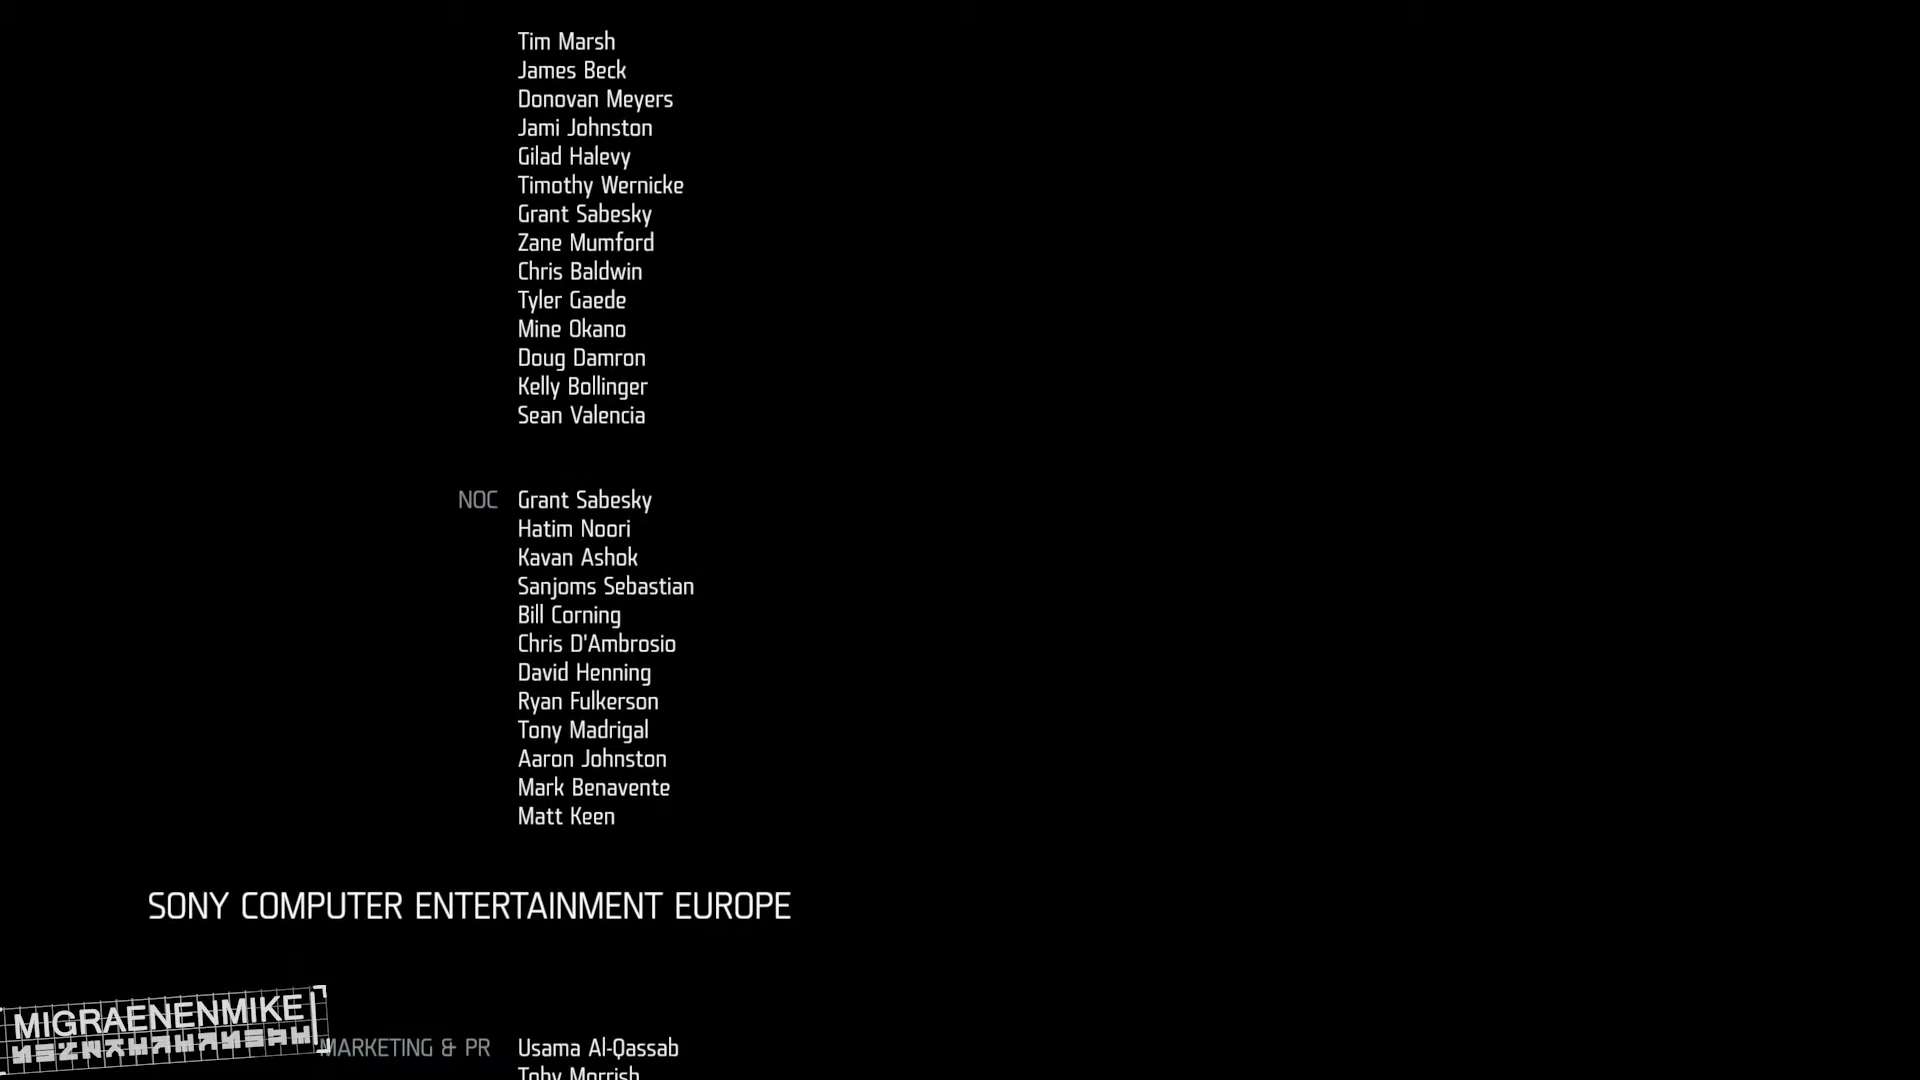 Tim Marsh
James Beck
Donovan Meyers
Jami Johnston
Gilad Halevy
Timothy Wernicke
Grant Sabesky
Zane Mumford
Chris Baldwin
Tyler Gaede
Mine Okano
Doug Damron
Kelly Bollinger
Sean Valencia
NOC Grant Sabesky
Hatim Noori
Kavan Ashok
Sanjoms Sebastian
Bill Corning
Chris D'Ambrosio
David Henning
Ryan Fulkerson
Tony Madrigal
Aaron Johnston
Mark Benavente
Matt Keen
SONY COMPUTER ENTERTAINMENT EUROPE
MIGRAENENMIKE
MARKETING & PR Usama Al-Qassab
Toby Morrish